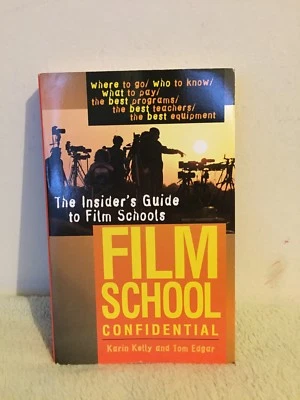 where to go/ who to know/
what to pay/
the best programs/
the best teachers/
the best equipment
The Insider's Guide
to Film Schools
FILM
SCHOOL
CONFIDENTIAL
Karin Kelly and Tom Edgar